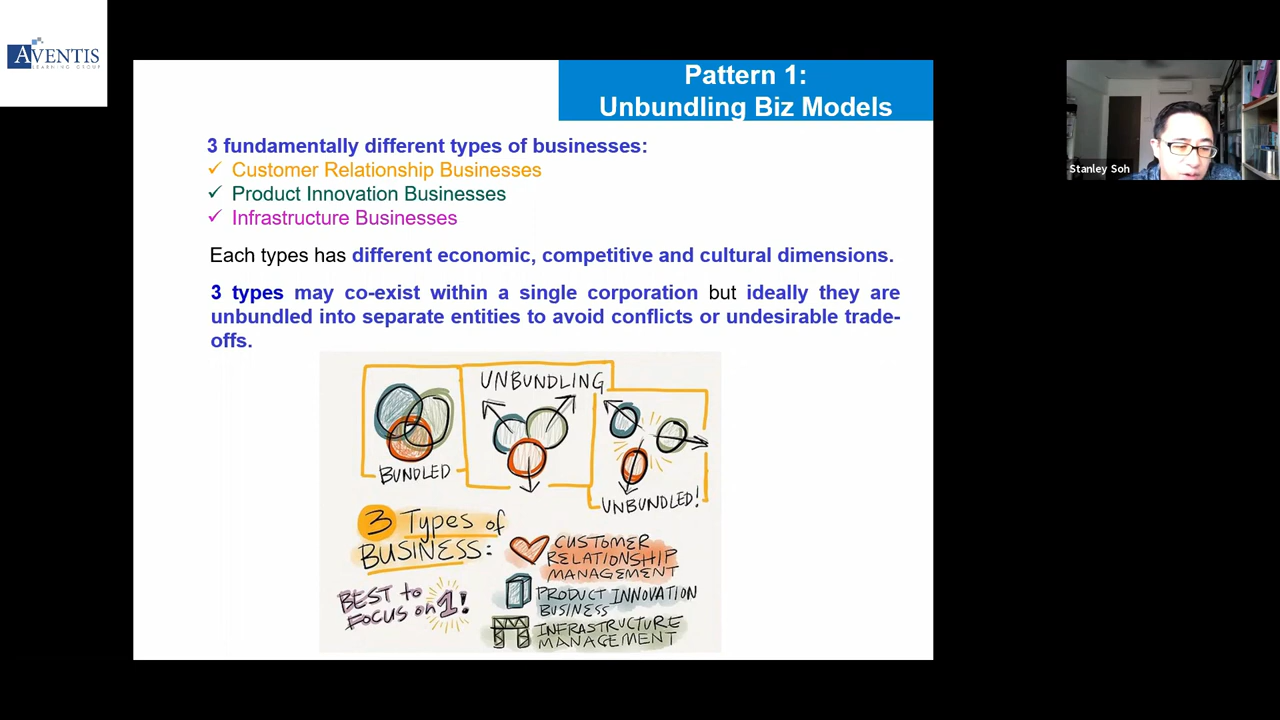 AVENTIS
LEARNING GROUP
Pattern 1:
Unbundling Biz Models
3 fundamentally different types of businesses:
✓ Customer Relationship Businesses
✓ Product Innovation Businesses
✓ Infrastructure Businesses
Each types has different economic, competitive and cultural dimensions.
3 types may co-exist within a single corporation but ideally they are
unbundled into separate entities to avoid conflicts or undesirable trade-
offs.
BUNDLED
UNBUNDLING
UNBUNDLED!
3 Types of
BUSINESS:
BEST to
FOCUS on 1!
CUSTOMER
RELATIONSHIP
MANAGEMENT
PRODUCT INNOVATION
BUSINESS
INFRASTRUCTURE
MANAGEMENT
Stanley Soh